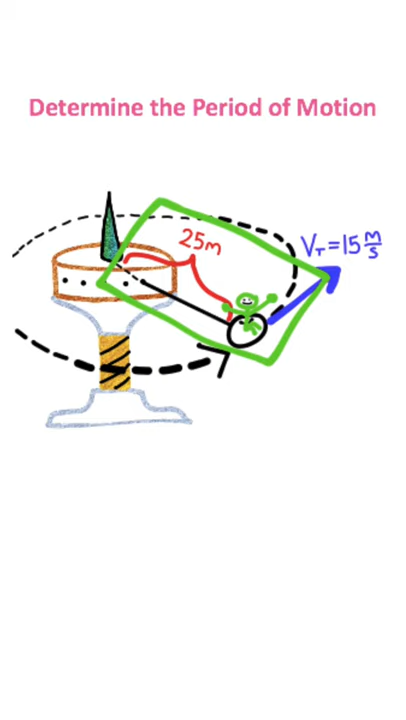 Determine the Period of Motion
25m
V_T = 15 m/s